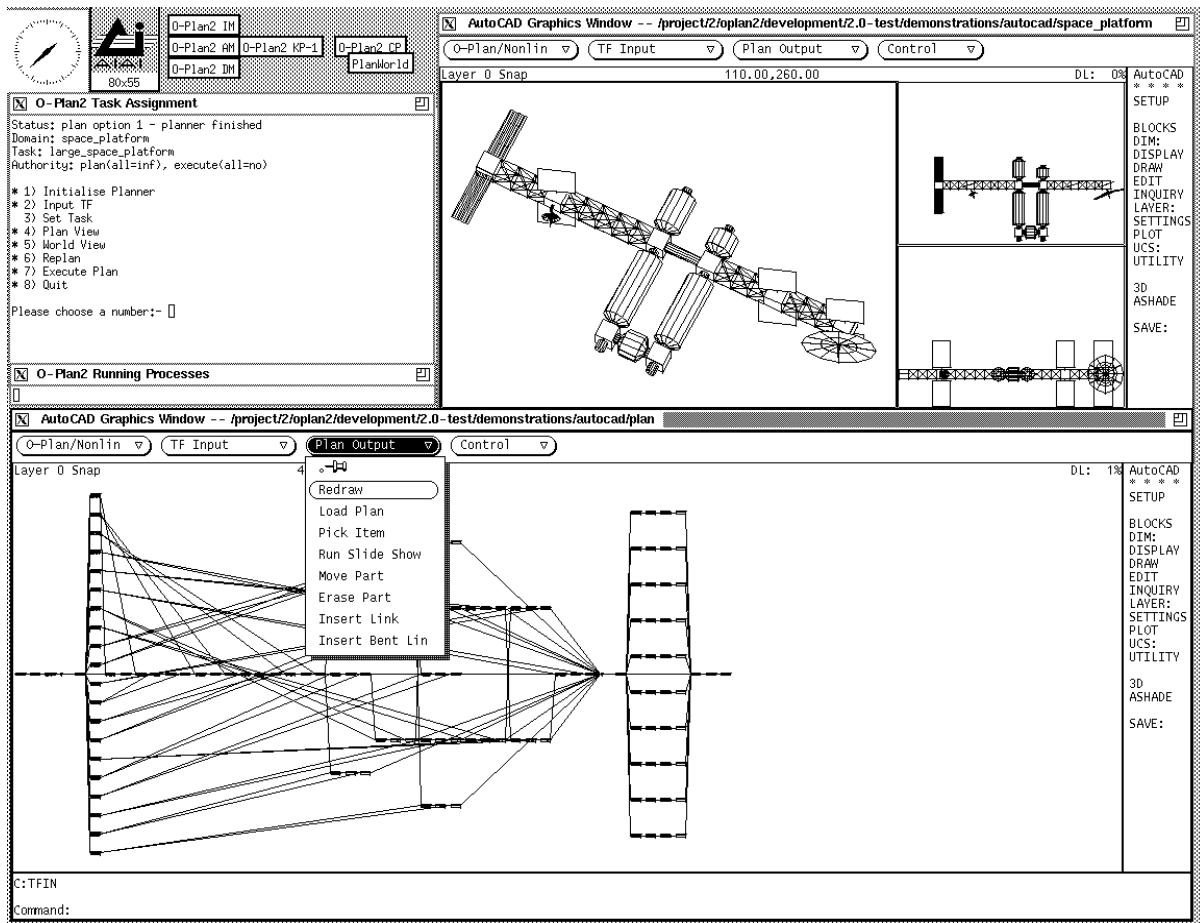 O-Plan2 IM
O-Plan2 AM
O-Plan2 KP-1
O-Plan2 CP
O-Plan2 DM
PlanWorld
AIAI
80x55
O-Plan2 Task Assignment
Status: plan option 1 - planner finished
Domain: space_platform
Task: large_space_platform
Authority: plan(all=inf), execute(all=no)
* 1) Initialise Planner
* 2) Input TF
3) Set Task
* 4) Plan View
* 5) World View
* 6) Replan
* 7) Execute Plan
* 8) Quit
Please choose a number:-
O-Plan2 Running Processes
AutoCAD Graphics Window -- /project/2/oplan2/development/2.0-test/demonstrations/autocad/space_platform
O-Plan/Nonlin TF Input Plan Output Control
Layer 0 Snap 110.00,260.00 DL: 0%
AutoCAD
* * * *
SETUP
BLOCKS
DIM:
DISPLAY
DRAW
EDIT
INQUIRY
LAYER:
SETTINGS
PLOT
UCS:
UTILITY
3D
ASHADE
SAVE:
AutoCAD Graphics Window -- /project/2/oplan2/development/2.0-test/demonstrations/autocad/plan
O-Plan/Nonlin TF Input Plan Output Control
Layer 0 Snap 4 DL: 1%
Redraw
Load Plan
Pick Item
Run Slide Show
Move Part
Erase Part
Insert Link
Insert Bent Lin
AutoCAD
* * * *
SETUP
BLOCKS
DIM:
DISPLAY
DRAW
EDIT
INQUIRY
LAYER:
SETTINGS
PLOT
UCS:
UTILITY
3D
ASHADE
SAVE:
C:TFIN
Command: